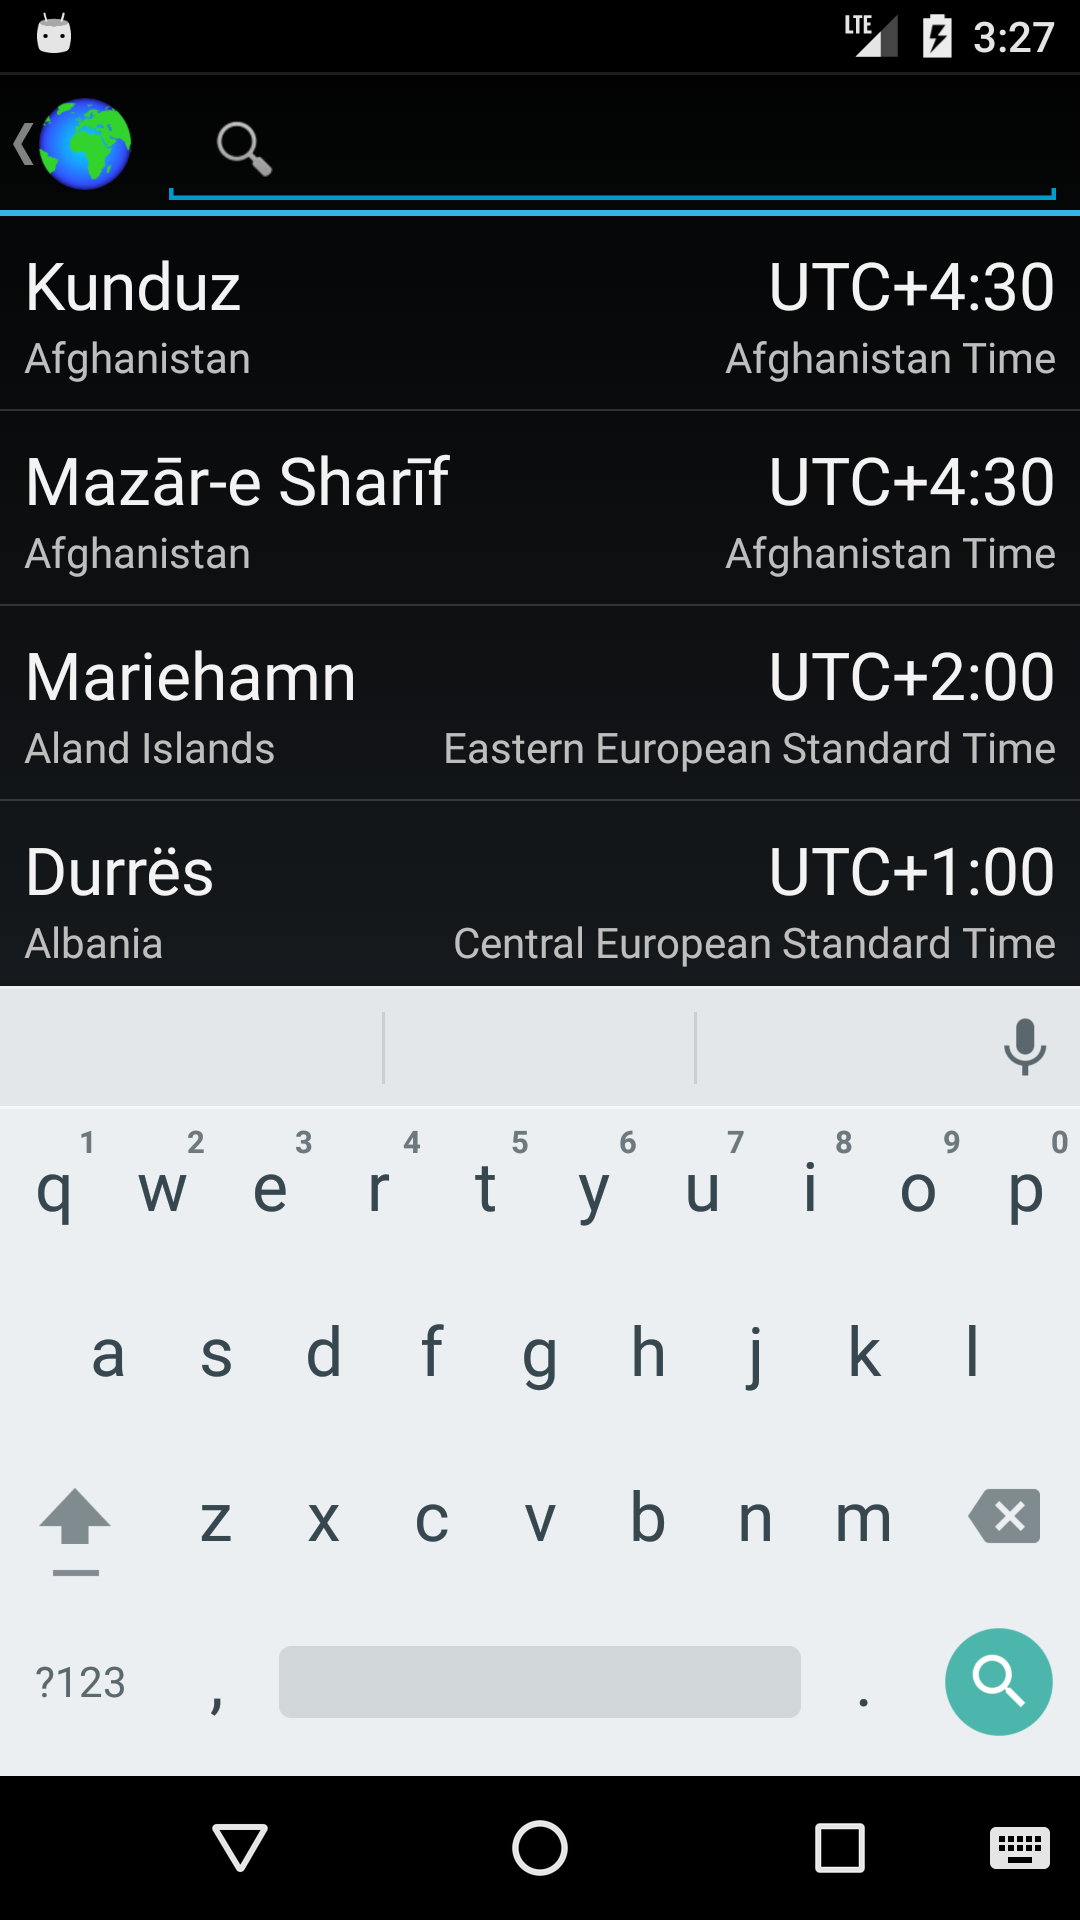 LTE 3:27
Kunduz UTC+4:30
Afghanistan Afghanistan Time
Mazār-e Sharīf UTC+4:30
Afghanistan Afghanistan Time
Mariehamn UTC+2:00
Aland Islands Eastern European Standard Time
Durrës UTC+1:00
Albania Central European Standard Time
1 2 3 4 5 6 7 8 9 0
q w e r t y u i o p
a s d f g h j k l
z x c v b n m
?123 , .